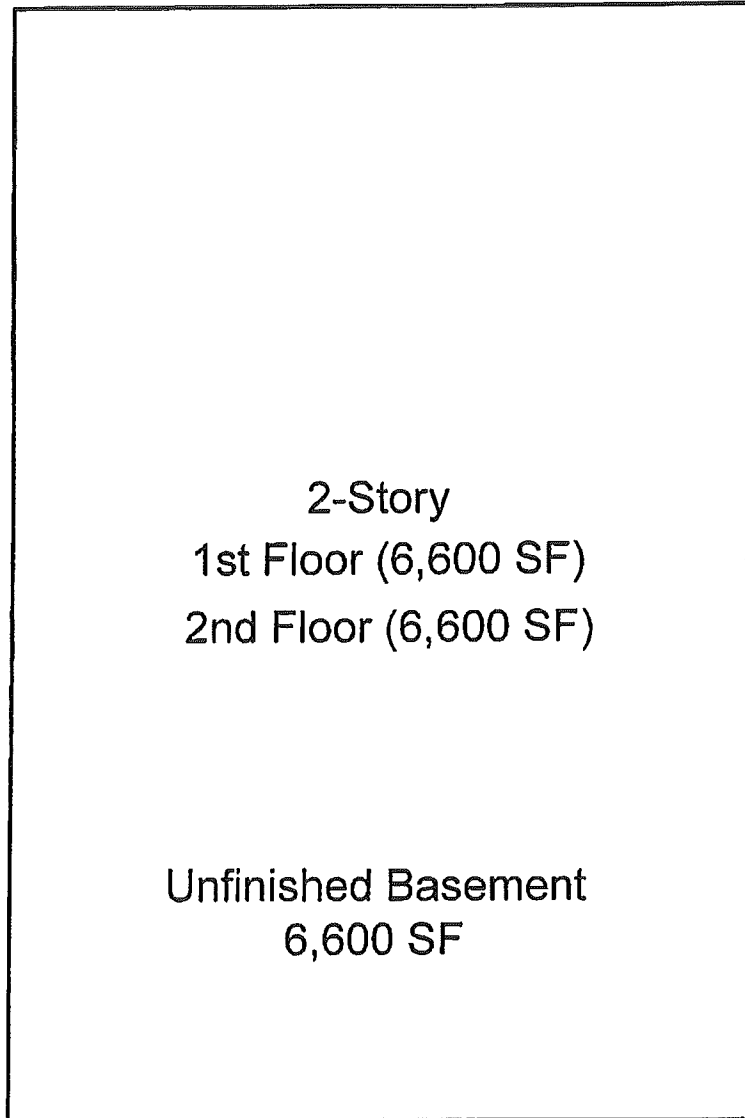 2-Story
1st Floor (6,600 SF)
2nd Floor (6,600 SF)
Unfinished Basement
6,600 SF